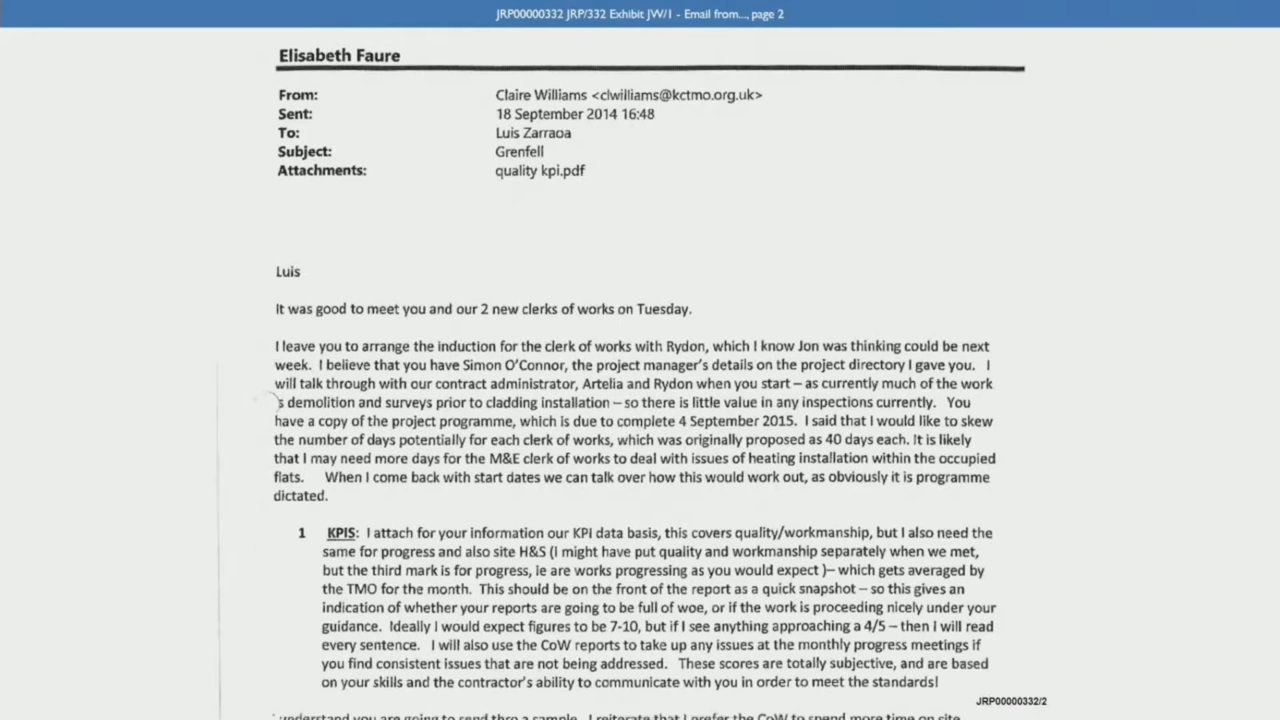 JRP00000332 JRP/332 Exhibit JW/1 - Email from..., page 2
Elisabeth Faure
From: Claire Williams <clwilliams@kctmo.org.uk>
Sent: 18 September 2014 16:48
To: Luis Zarraoa
Subject: Grenfell
Attachments: quality kpi.pdf
Luis
It was good to meet you and our 2 new clerks of works on Tuesday.
I leave you to arrange the induction for the clerk of works with Rydon, which I know Jon was thinking could be next
week. I believe that you have Simon O'Connor, the project manager's details on the project directory I gave you. I
will talk through with our contract administrator, Artelia and Rydon when you start – as currently much of the work
s demolition and surveys prior to cladding installation – so there is little value in any inspections currently. You
have a copy of the project programme, which is due to complete 4 September 2015. I said that I would like to skew
the number of days potentially for each clerk of works, which was originally proposed as 40 days each. It is likely
that I may need more days for the M&E clerk of works to deal with issues of heating installation within the occupied
flats. When I come back with start dates we can talk over how this would work out, as obviously it is programme
dictated.
1 KPIS: I attach for your information our KPI data basis, this covers quality/workmanship, but I also need the
same for progress and also site H&S (I might have put quality and workmanship separately when we met,
but the third mark is for progress, ie are works progressing as you would expect )– which gets averaged by
the TMO for the month. This should be on the front of the report as a quick snapshot – so this gives an
indication of whether your reports are going to be full of woe, or if the work is proceeding nicely under your
guidance. Ideally I would expect figures to be 7-10, but if I see anything approaching a 4/5 – then I will read
every sentence. I will also use the CoW reports to take up any issues at the monthly progress meetings if
you find consistent issues that are not being addressed. These scores are totally subjective, and are based
on your skills and the contractor's ability to communicate with you in order to meet the standards!
JRP00000332/2
understand you are going to send thro a sample. I reiterate that I prefer the CoW to spend more time on site